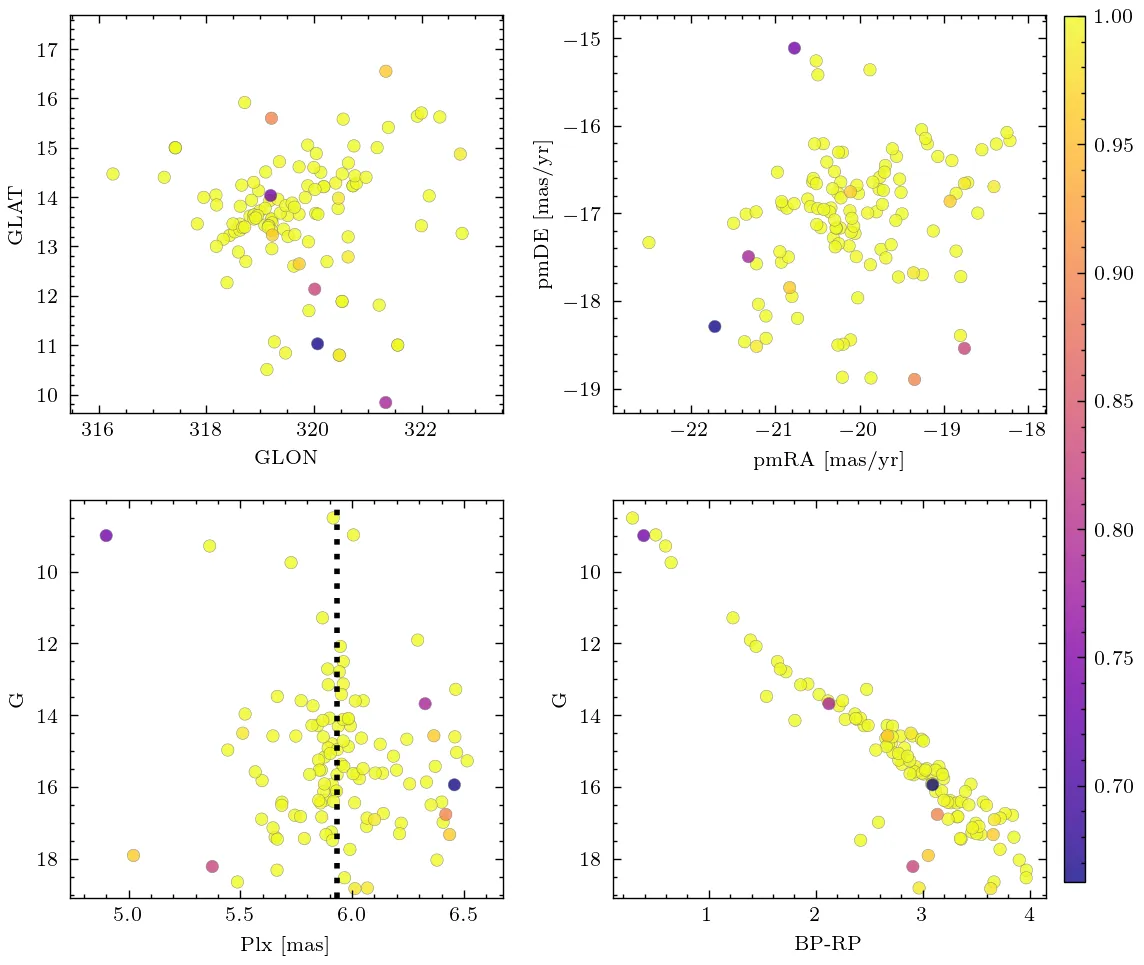 17
16
15
14
13
12
11
10
GLAT
316 318 320 322
GLON
−15
−16
−17
−18
−19
pmDE [mas/yr]
−22 −21 −20 −19 −18
pmRA [mas/yr]
1.00
0.95
0.90
0.85
0.80
0.75
0.70
10
12
14
16
18
G
5.0 5.5 6.0 6.5
Plx [mas]
10
12
14
16
18
G
1 2 3 4
BP-RP